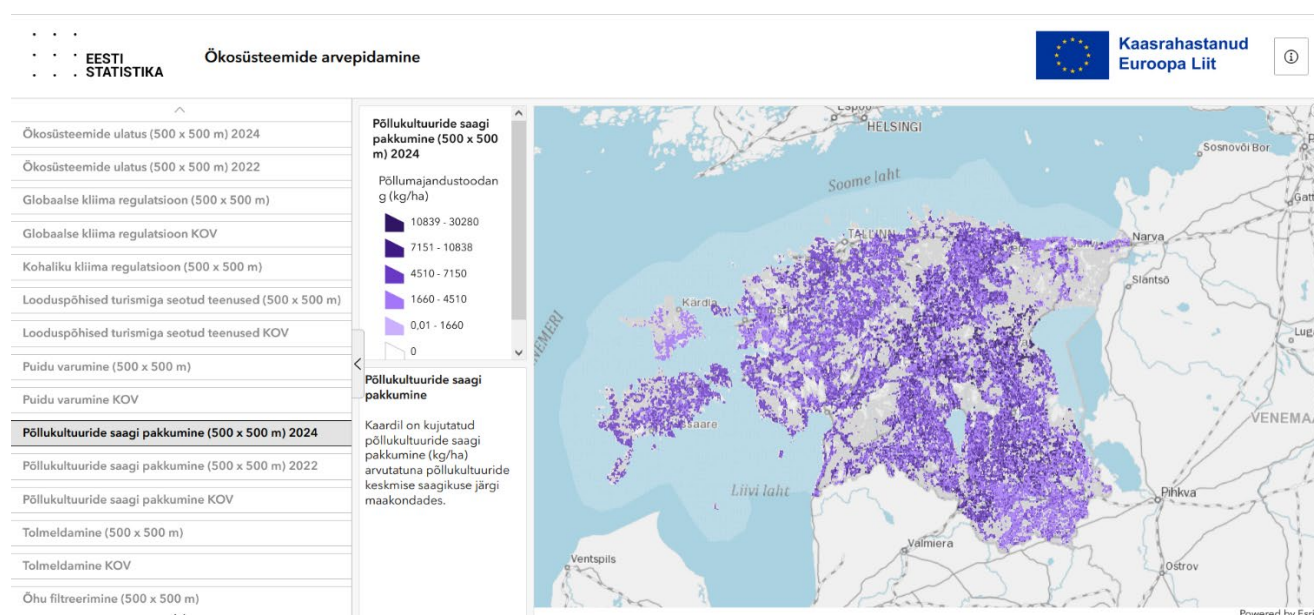 EESTI
STATISTIKA
Ökosüsteemide arvepidamine
Kaasrahastanud
Euroopa Liit
Ökosüsteemide ulatus (500 x 500 m) 2024
Ökosüsteemide ulatus (500 x 500 m) 2022
Globaalse kliima regulatsioon (500 x 500 m)
Globaalse kliima regulatsioon KOV
Kohaliku kliima regulatsioon (500 x 500 m)
Looduspõhised turismiga seotud teenused (500 x 500 m)
Looduspõhised turismiga seotud teenused KOV
Puidu varumine (500 x 500 m)
Puidu varumine KOV
Põllukultuuride saagi pakkumine (500 x 500 m) 2024
Põllukultuuride saagi pakkumine (500 x 500 m) 2022
Põllukultuuride saagi pakkumine KOV
Tolmeldamine (500 x 500 m)
Tolmeldamine KOV
Õhu filtreerimine (500 x 500 m)
Põllukultuuride saagi
pakkumine (500 x 500
m) 2024
Põllumajandustoodan
g (kg/ha)
10839 - 30280
7151 - 10838
4510 - 7150
1660 - 4510
0,01 - 1660
0
Põllukultuuride saagi
pakkumine
Kaardil on kujutatud
põllukultuuride saagi
pakkumine (kg/ha)
arvutatuna põllukultuuride
keskmise saagikuse järgi
maakondades.
Espoo
HELSINGI
Sosnovõi Bor
Soome laht
TALLINN
Narva
Slantsõ
Kärdla
Liivi laht
Pihkva
Valmiera
Ventspils
Ostrov